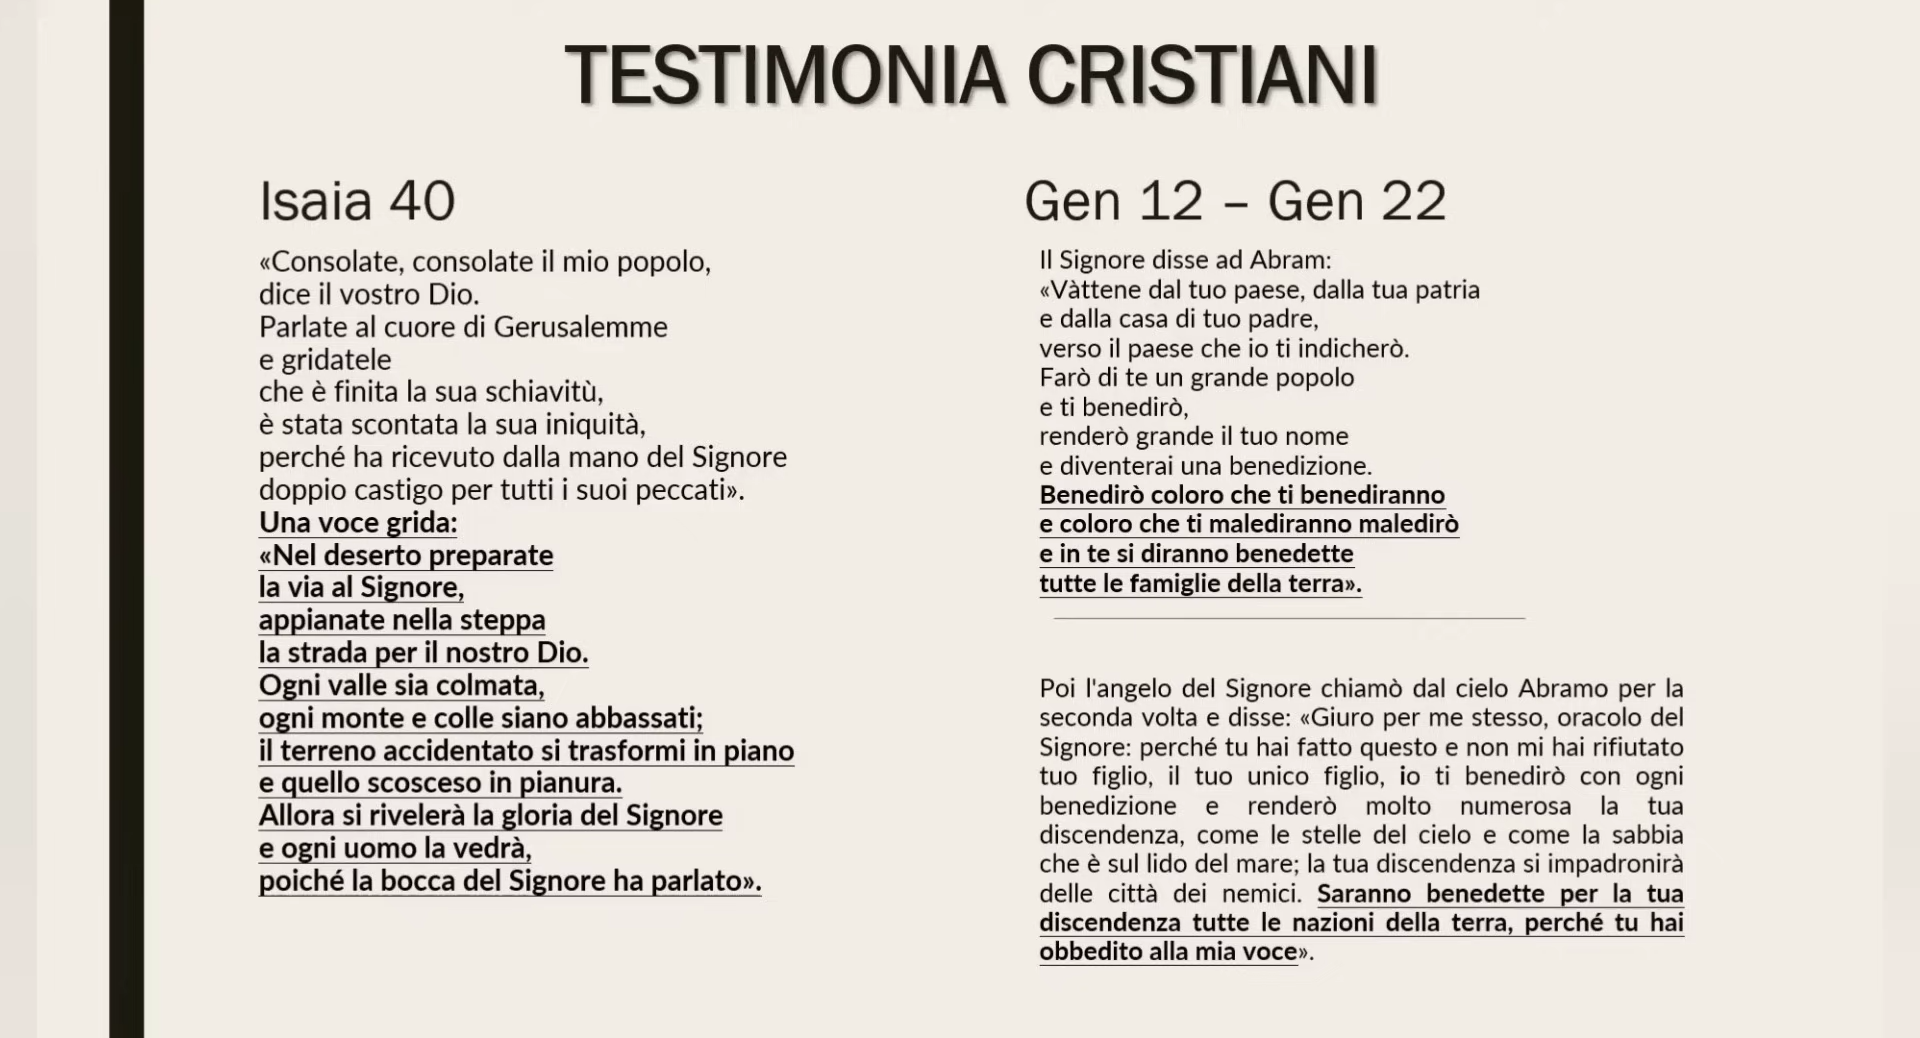 TESTIMONIA CRISTIANI
Isaia 40
«Consolate, consolate il mio popolo,
dice il vostro Dio.
Parlate al cuore di Gerusalemme
e gridatele
che è finita la sua schiavitù,
è stata scontata la sua iniquità,
perché ha ricevuto dalla mano del Signore
doppio castigo per tutti i suoi peccati».
Una voce grida:
«Nel deserto preparate
la via al Signore,
appianate nella steppa
la strada per il nostro Dio.
Ogni valle sia colmata,
ogni monte e colle siano abbassati;
il terreno accidentato si trasformi in piano
e quello scosceso in pianura.
Allora si rivelerà la gloria del Signore
e ogni uomo la vedrà,
poiché la bocca del Signore ha parlato».
Gen 12 – Gen 22
Il Signore disse ad Abram:
«Vàttene dal tuo paese, dalla tua patria
e dalla casa di tuo padre,
verso il paese che io ti indicherò.
Farò di te un grande popolo
e ti benedirò,
renderò grande il tuo nome
e diventerai una benedizione.
Benedirò coloro che ti benediranno
e coloro che ti malediranno maledirò
e in te si diranno benedette
tutte le famiglie della terra».
Poi l'angelo del Signore chiamò dal cielo Abramo per la
seconda volta e disse: «Giuro per me stesso, oracolo del
Signore: perché tu hai fatto questo e non mi hai rifiutato
tuo figlio, il tuo unico figlio, io ti benedirò con ogni
benedizione e renderò molto numerosa la tua
discendenza, come le stelle del cielo e come la sabbia
che è sul lido del mare; la tua discendenza si impadronirà
delle città dei nemici. Saranno benedette per la tua
discendenza tutte le nazioni della terra, perché tu hai
obbedito alla mia voce».